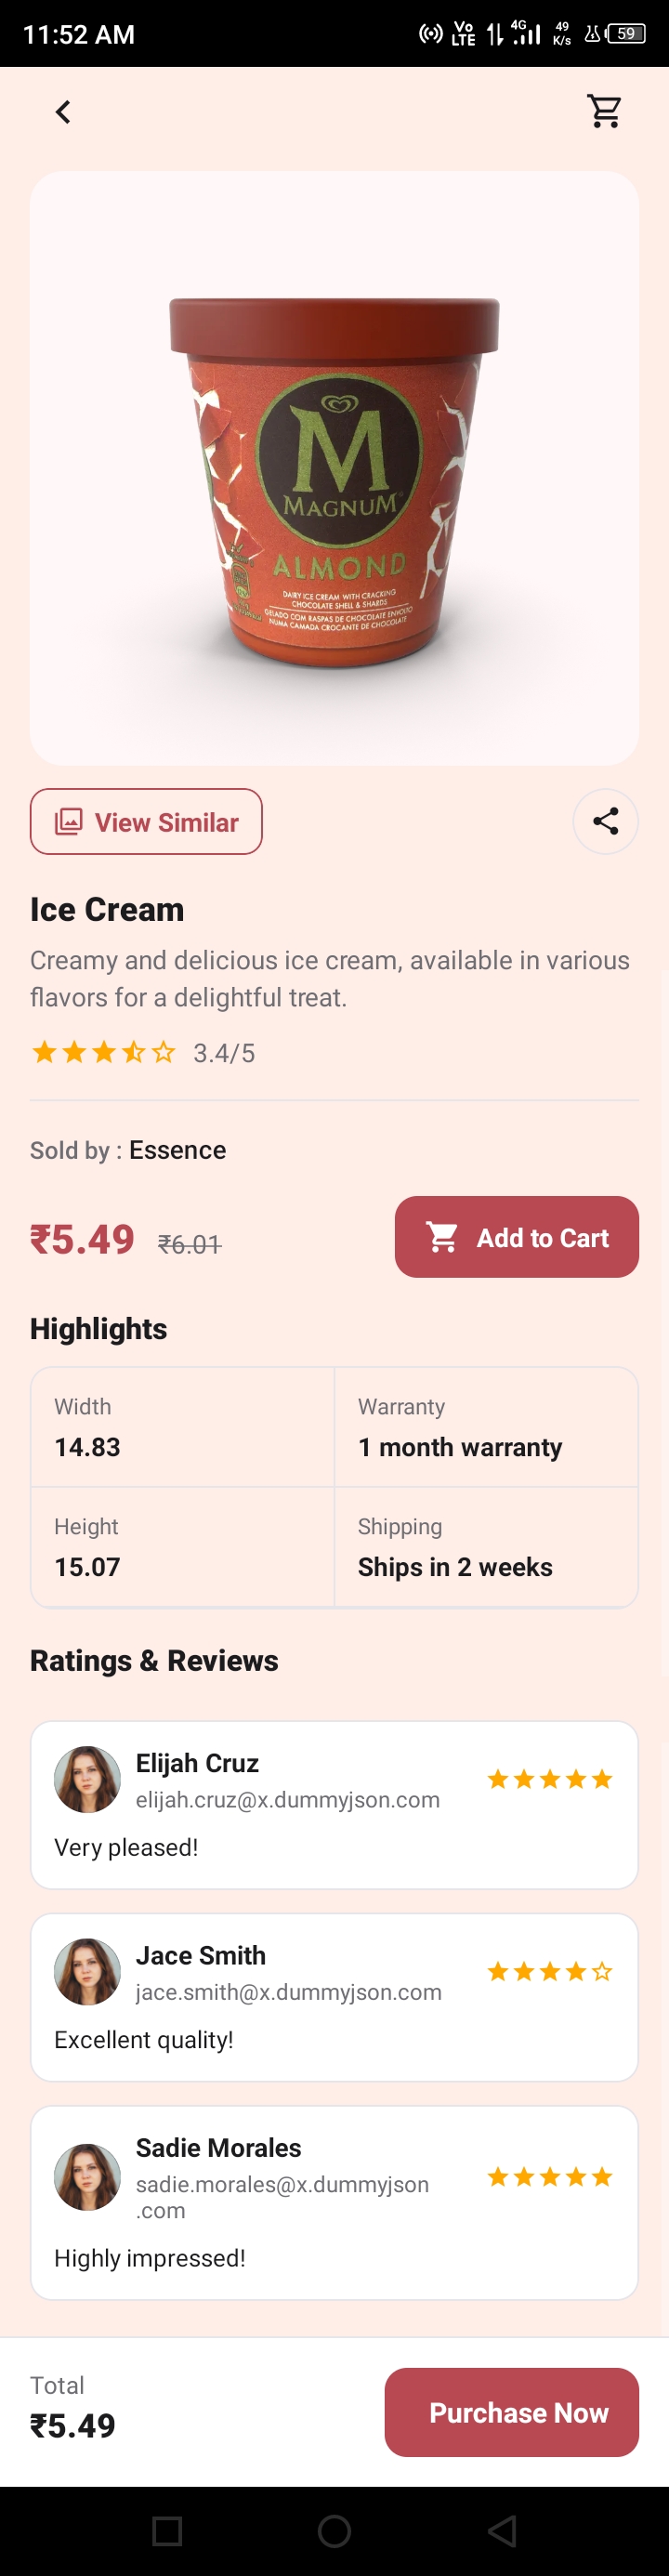 11:52 AM
Vo LTE 4G 49 K/s 59
M
MAGNUM
ALMOND
DAIRY ICE CREAM WITH CRACKING
CHOCOLATE SHELL & SHARDS
GELADO COM RASPAS DE CHOCOLATE ENVOLTO
NUMA CAMADA CROCANTE DE CHOCOLATE
View Similar
Ice Cream
Creamy and delicious ice cream, available in various
flavors for a delightful treat.
3.4/5
Sold by : Essence
₹5.49 ₹6.01
Add to Cart
Highlights
Width
14.83
Warranty
1 month warranty
Height
15.07
Shipping
Ships in 2 weeks
Ratings & Reviews
Elijah Cruz
elijah.cruz@x.dummyjson.com
Very pleased!
Jace Smith
jace.smith@x.dummyjson.com
Excellent quality!
Sadie Morales
sadie.morales@x.dummyjson
.com
Highly impressed!
Total
₹5.49
Purchase Now